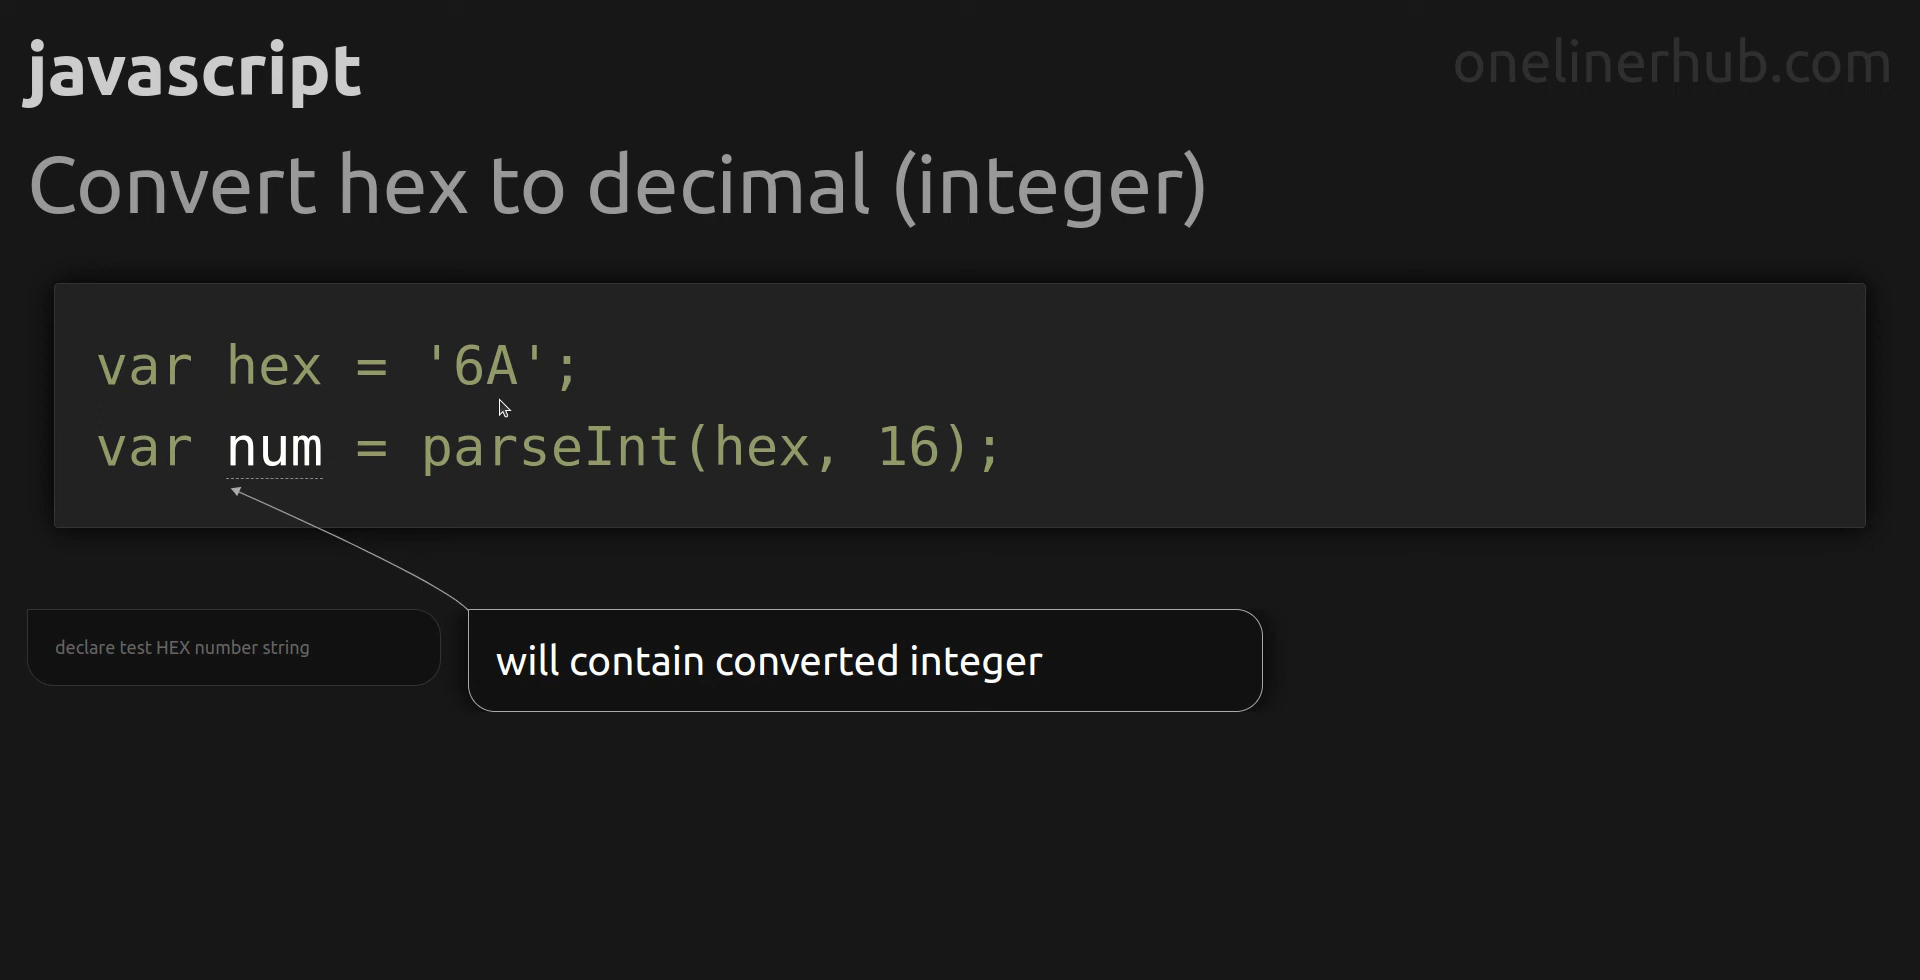 javascript
onelinerhub.com
Convert hex to decimal (integer)
var hex = '6A';
var num = parseInt(hex, 16);
declare test HEX number string
will contain converted integer